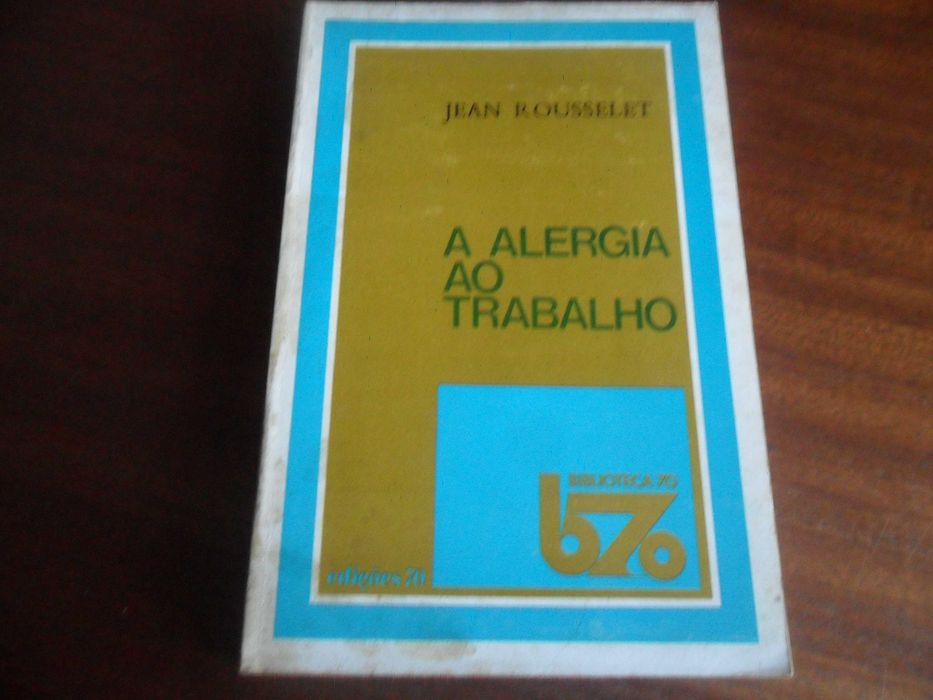 JEAN ROUSSELET
A ALERGIA
AO
TRABALHO
BIBLIOTECA 70
b70
edições 70